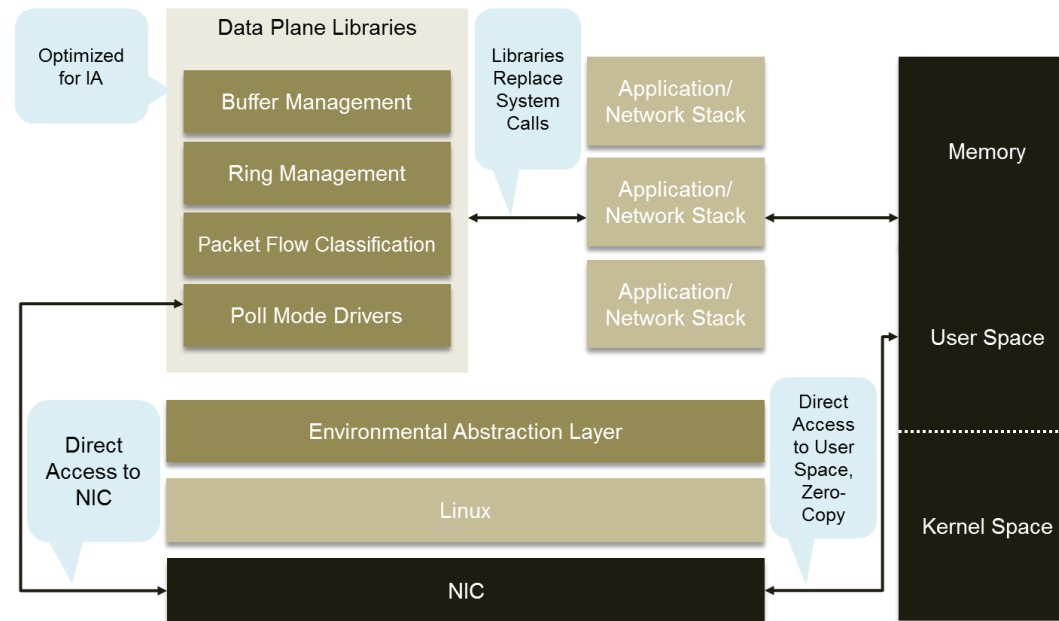 Data Plane Libraries
Optimized
for IA
Buffer Management
Ring Management
Packet Flow Classification
Poll Mode Drivers
Libraries
Replace
System
Calls
Application/
Network Stack
Application/
Network Stack
Application/
Network Stack
Memory
User Space
Kernel Space
Direct
Access to
NIC
Environmental Abstraction Layer
Linux
NIC
Direct
Access
to User
Space,
Zero-
Copy